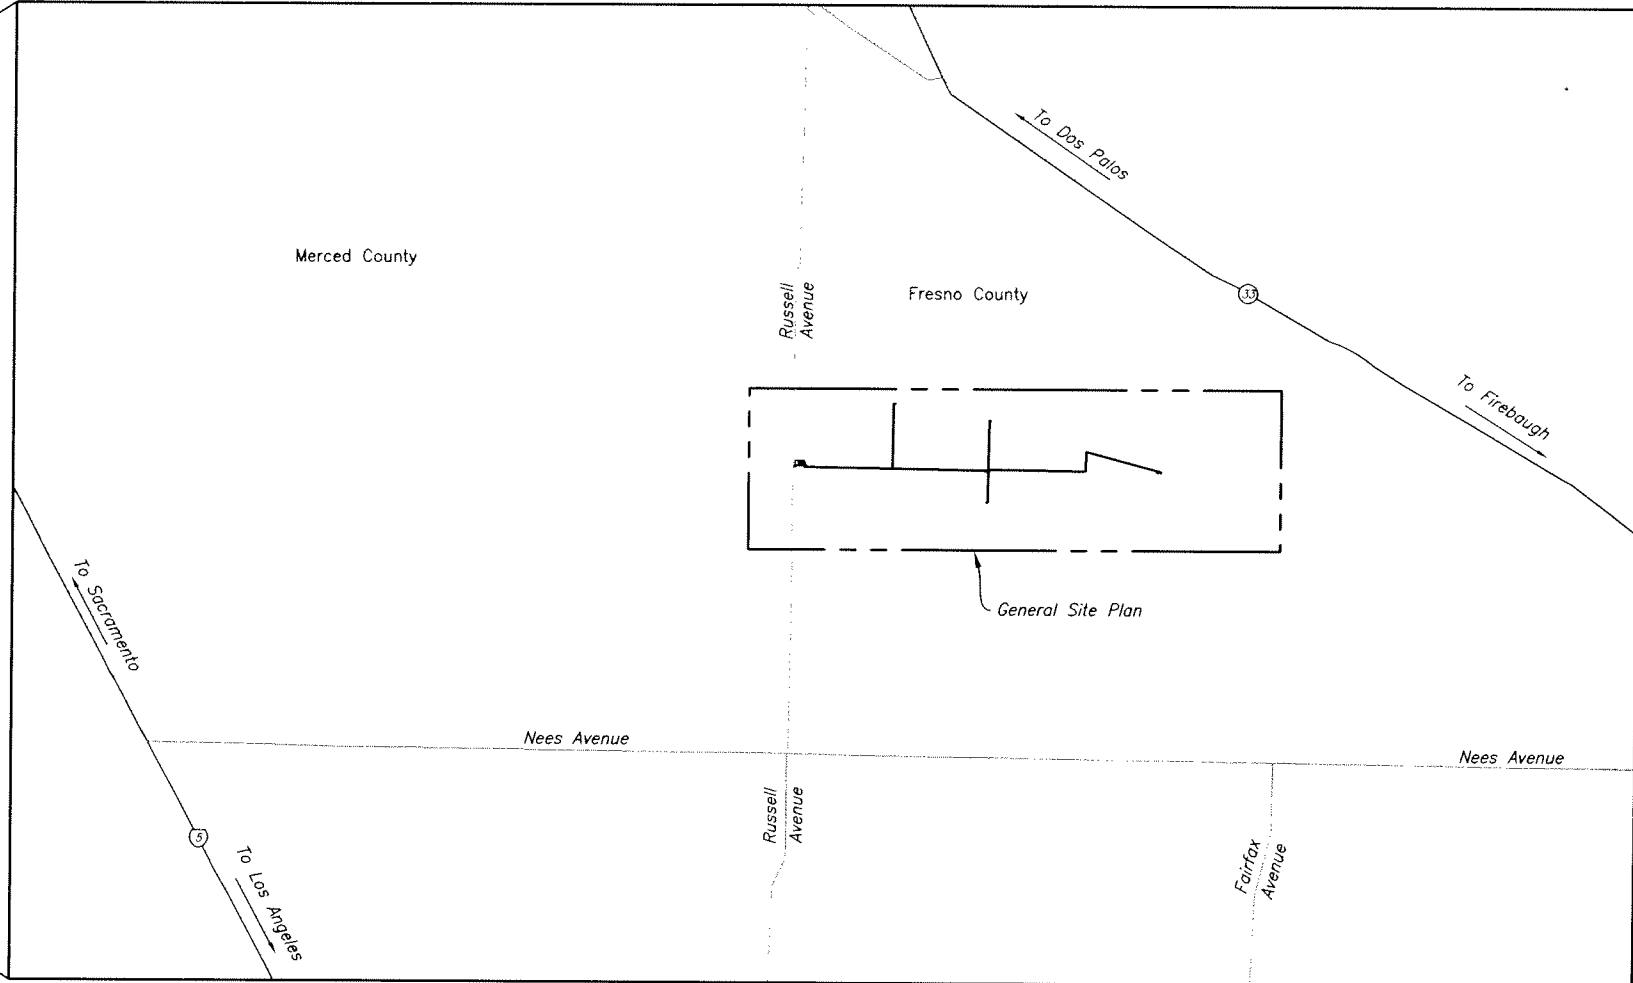 To Dos Palos
Merced County
Russell
Avenue
Fresno County
33
To Firebaugh
General Site Plan
To Sacramento
Nees Avenue
Nees Avenue
Russell
Avenue
5
To Los Angeles
Fairfax
Avenue